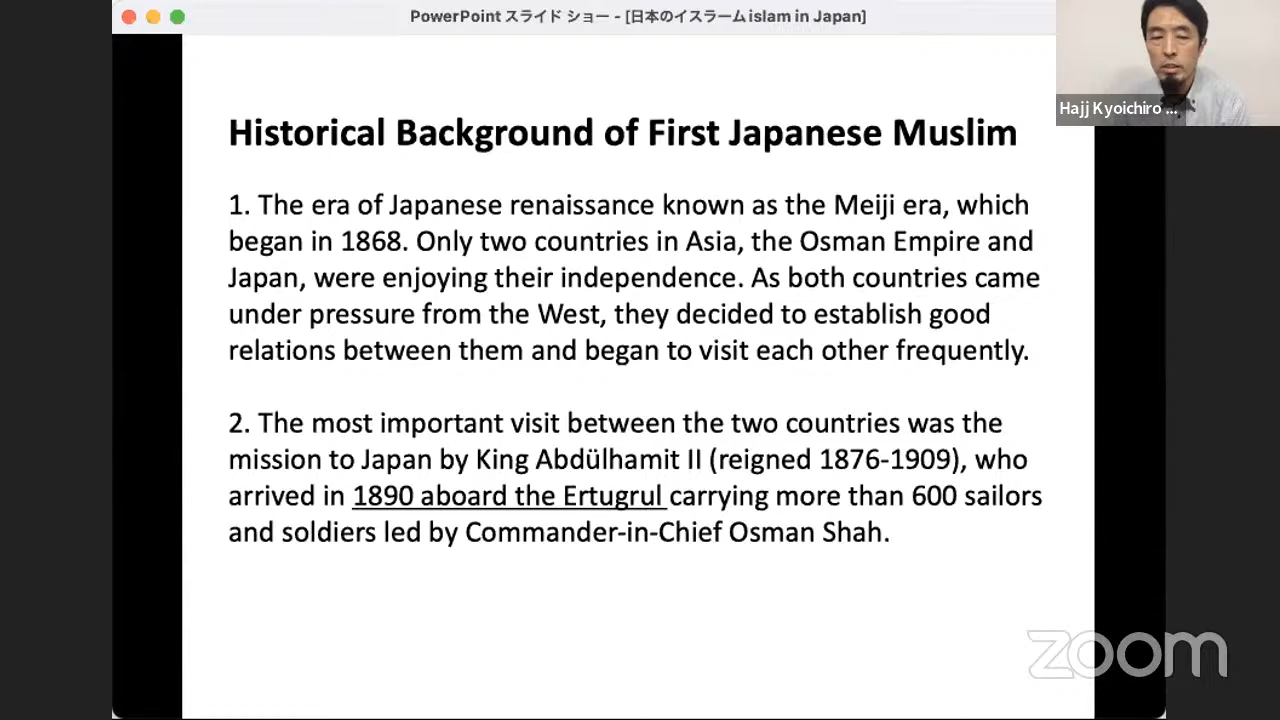 PowerPoint スライド ショー - [日本のイスラーム islam in Japan]
Hajj Kyoichiro ...
Historical Background of First Japanese Muslim
1. The era of Japanese renaissance known as the Meiji era, which
began in 1868. Only two countries in Asia, the Osman Empire and
Japan, were enjoying their independence. As both countries came
under pressure from the West, they decided to establish good
relations between them and began to visit each other frequently.
2. The most important visit between the two countries was the
mission to Japan by King Abdülhamit II (reigned 1876-1909), who
arrived in 1890 aboard the Ertugrul carrying more than 600 sailors
and soldiers led by Commander-in-Chief Osman Shah.
zoom